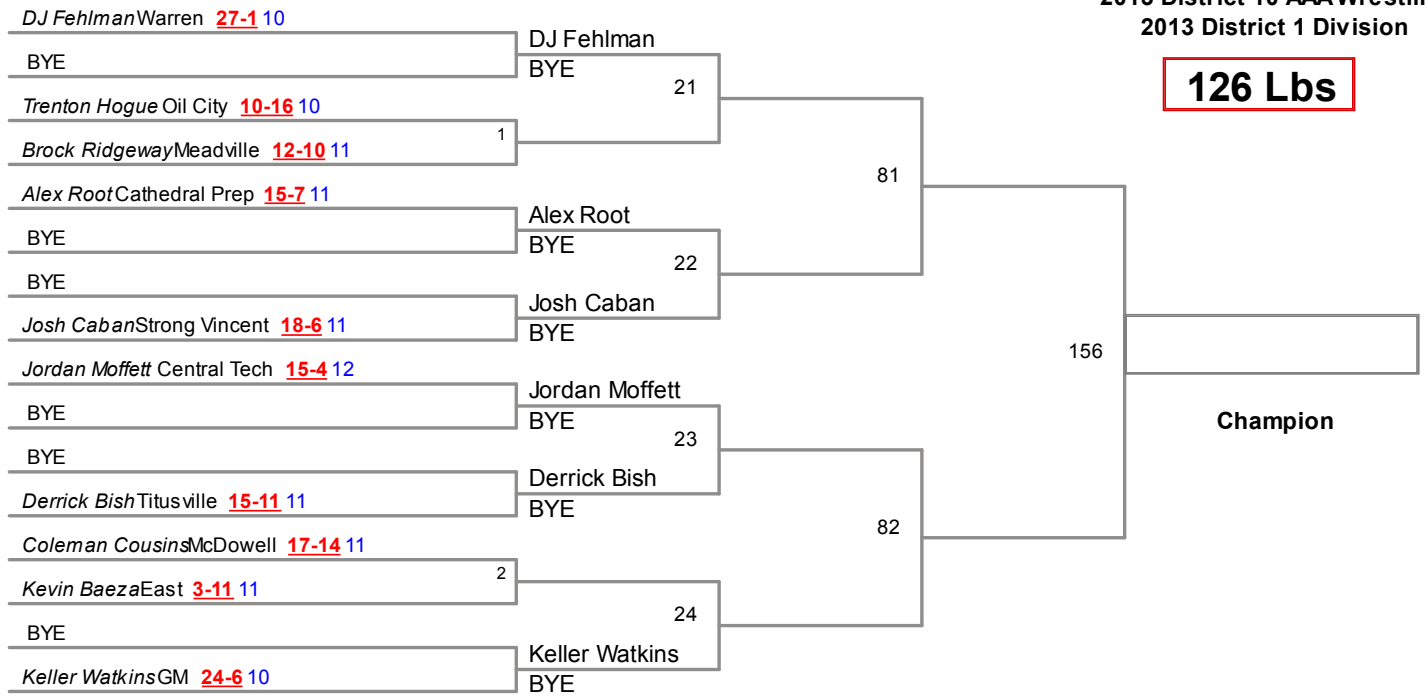 2013 District 10 AAA Wrestli
2013 District 1 Division
126 Lbs
DJ Fehlman Warren 27-1 10
BYE
Trenton Hogue Oil City 10-16 10
Brock Ridgeway Meadville 12-10 11
Alex Root Cathedral Prep 15-7 11
BYE
BYE
Josh Caban Strong Vincent 18-6 11
Jordan Moffett Central Tech 15-4 12
BYE
BYE
Derrick Bish Titusville 15-11 11
Coleman Cousins McDowell 17-14 11
Kevin Baeza East 3-11 11
BYE
Keller Watkins GM 24-6 10
DJ Fehlman
BYE
1
Alex Root
BYE
Josh Caban
BYE
Jordan Moffett
BYE
Derrick Bish
BYE
2
Keller Watkins
BYE
21
22
23
24
81
82
156
Champion